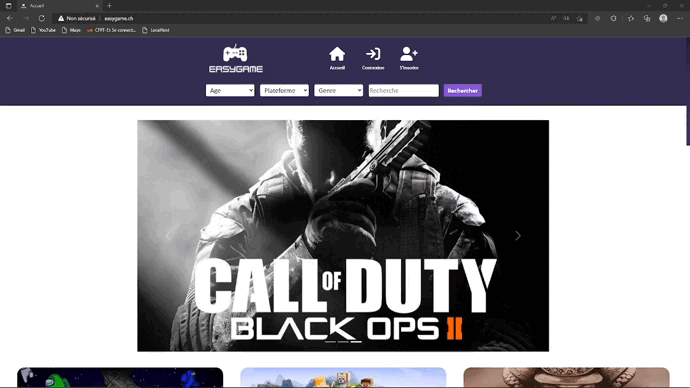 Accueil
Non sécurisé | easygame.ch
Gmail YouTube Maps CFPT-EI: Se connect... LocalHost
EASYGAME
Accueil Connexion S'inscrire
Age Plateforme Genre Recherche Rechercher
CALL OF DUTY
BLACK OPS II